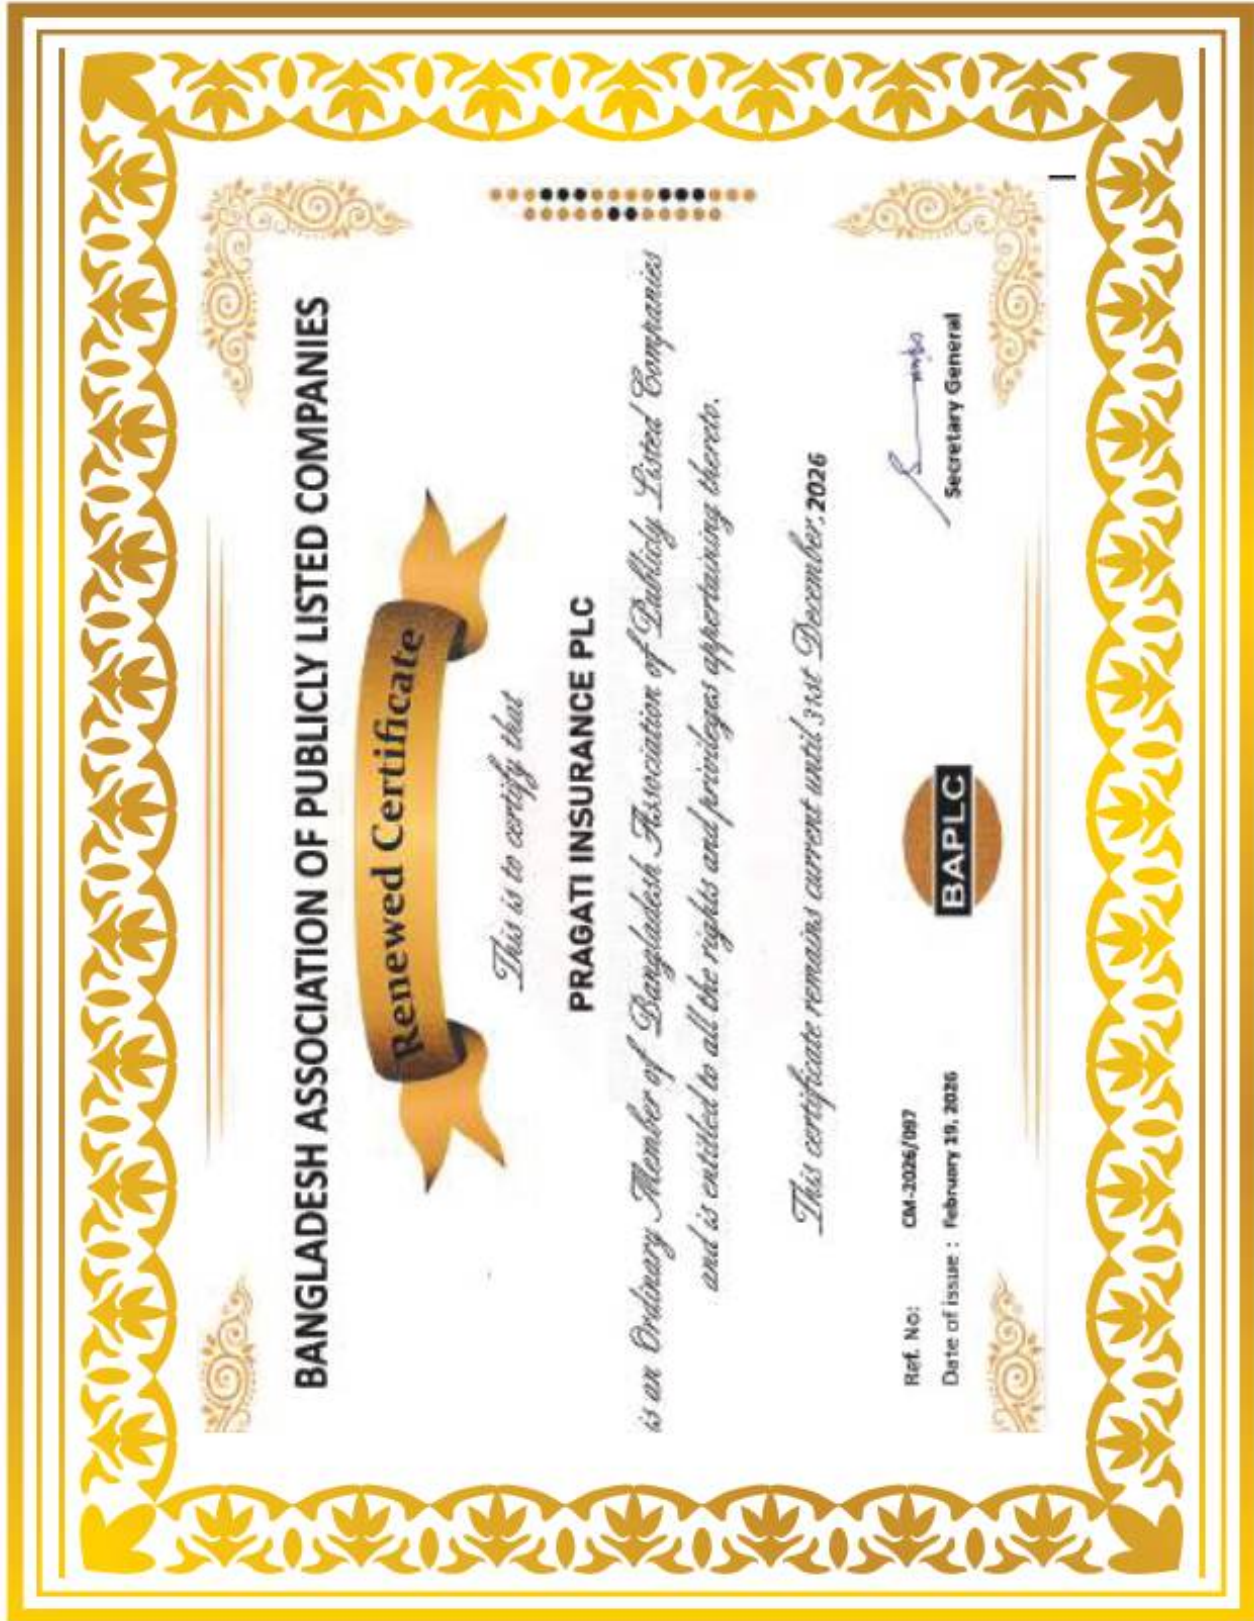 BANGLADESH ASSOCIATION OF PUBLICLY LISTED COMPANIES
Renewed Certificate
This is to certify that
PRAGATI INSURANCE PLC
is an Ordinary Member of Bangladesh Association of Publicly Listed Companies
and is entitled to all the rights and privileges appertaining thereto.
This certificate remains current until 31st December, 2026
Ref. No: CM-2026/097
Date of issue : February 19, 2026
BAPLC
Secretary General